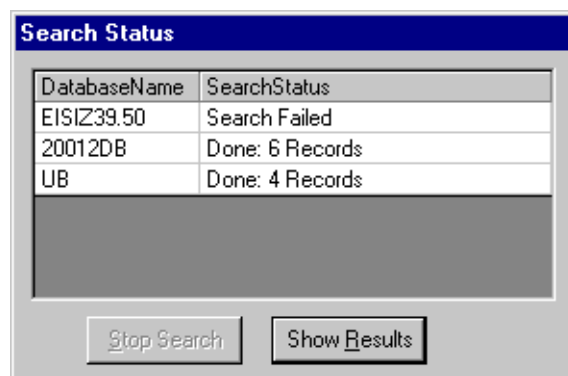 Search Status
DatabaseName SearchStatus
EISIZ39.50 Search Failed
20012DB Done: 6 Records
UB Done: 4 Records
Stop Search Show Results